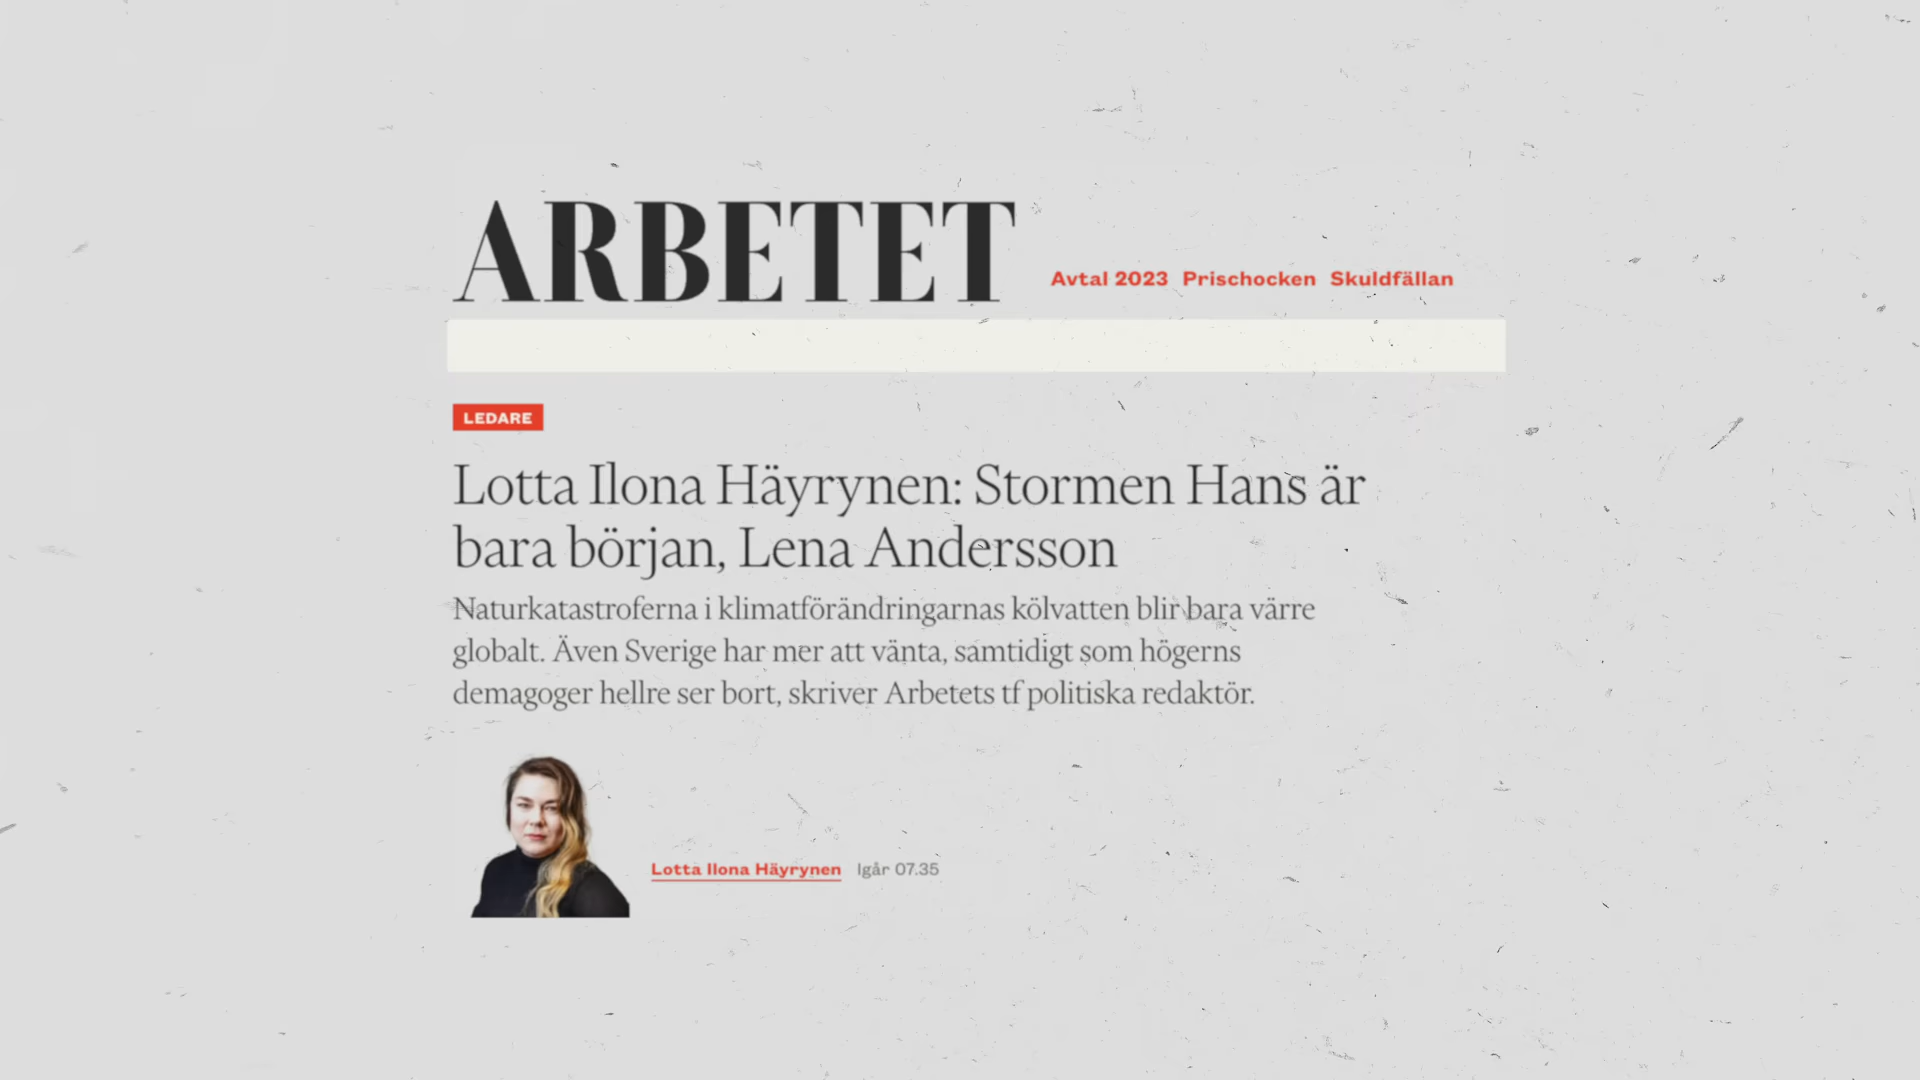 ARBETET
Avtal 2023 Prischocken Skuldfällan
LEDARE
Lotta Ilona Häyrynen: Stormen Hans är
bara början, Lena Andersson
Naturkatastroferna i klimatförändringarnas kölvatten blir bara värre
globalt. Även Sverige har mer att vänta, samtidigt som högerns
demagoger hellre ser bort, skriver Arbetets tf politiska redaktör.
Lotta Ilona Häyrynen Igår 07.35